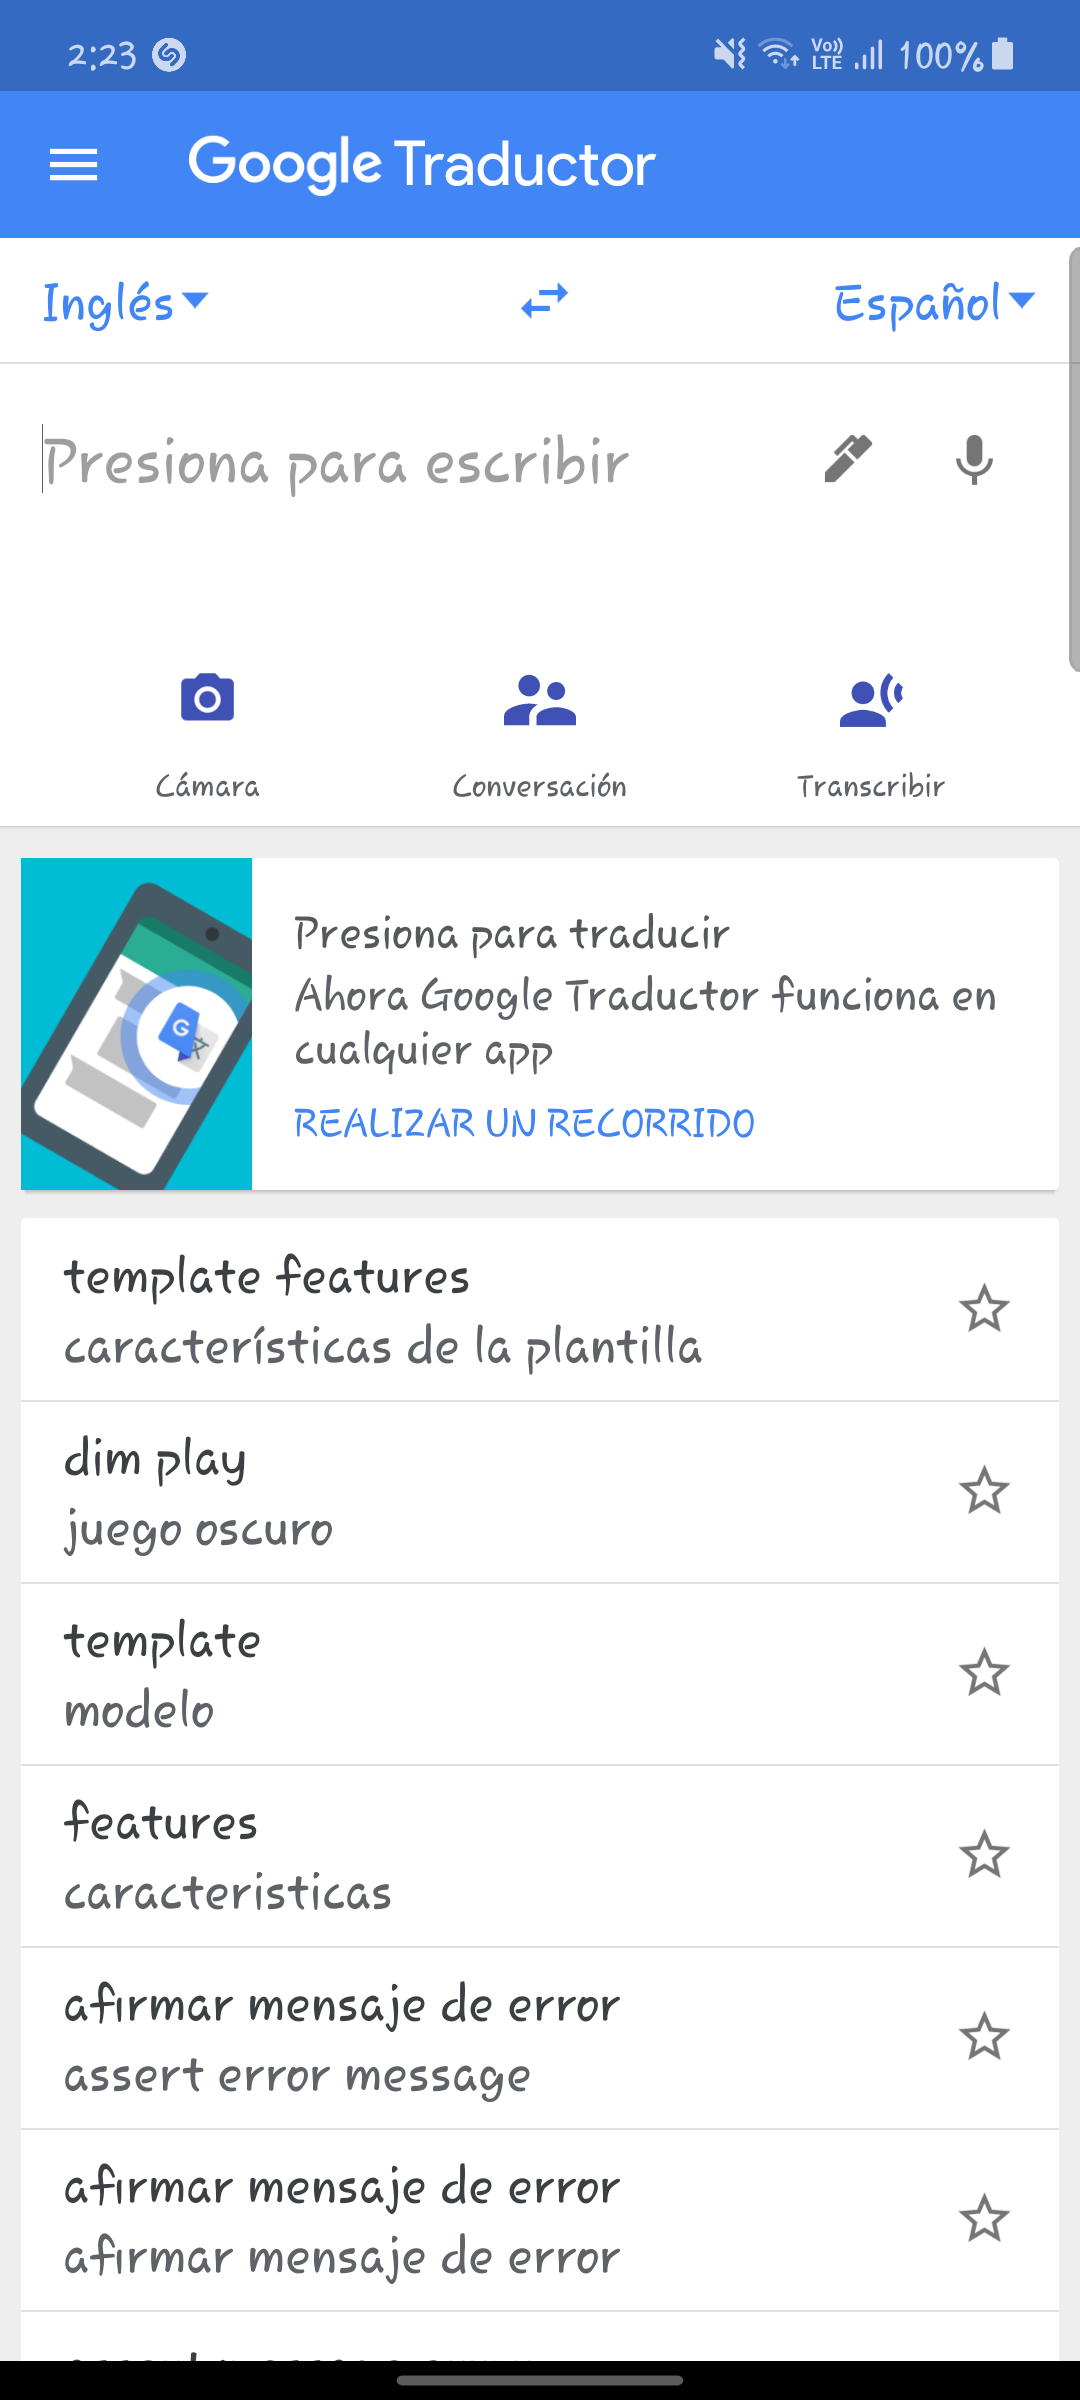 2:23 Vo)) LTE 100%
Google Traductor
Inglés Español
Presiona para escribir
Cámara Conversación Transcribir
Presiona para traducir
Ahora Google Traductor funciona en
cualquier app
REALIZAR UN RECORRIDO
template features
características de la plantilla
dim play
juego oscuro
template
modelo
features
caracteristicas
afirmar mensaje de error
assert error message
afirmar mensaje de error
afirmar mensaje de error